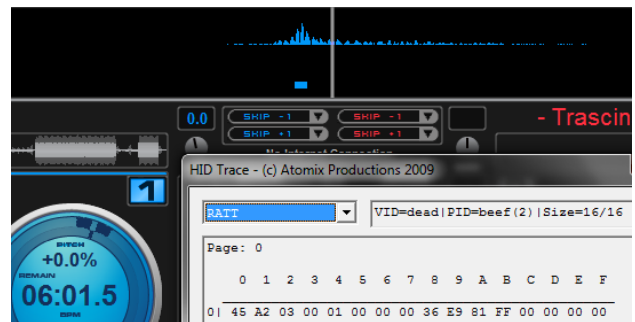 0.0 SKIP -1 SKIP -1 - Trascin
SKIP +1 SKIP +1
No Internet Connection
HID Trace - (c) Atomix Productions 2009
1
RATT VID=dead|PID=beef(2)|Size=16/16
PITCH
+0.0%
REMAIN
06:01.5
BPM
Page: 0
0 1 2 3 4 5 6 7 8 9 A B C D E F
0| 45 A2 03 00 01 00 00 00 36 E9 81 FF 00 00 00 00